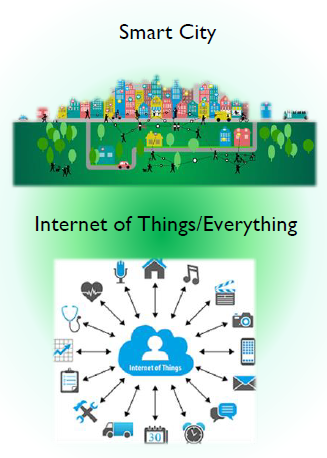 Smart City
Internet of Things/Everything
Internet of Things
30